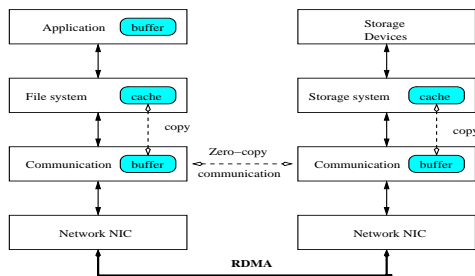 Application
buffer
File system
cache
copy
Communication
buffer
Network NIC
Zero-copy
communication
Storage
Devices
Storage system
cache
copy
Communication
buffer
Network NIC
RDMA